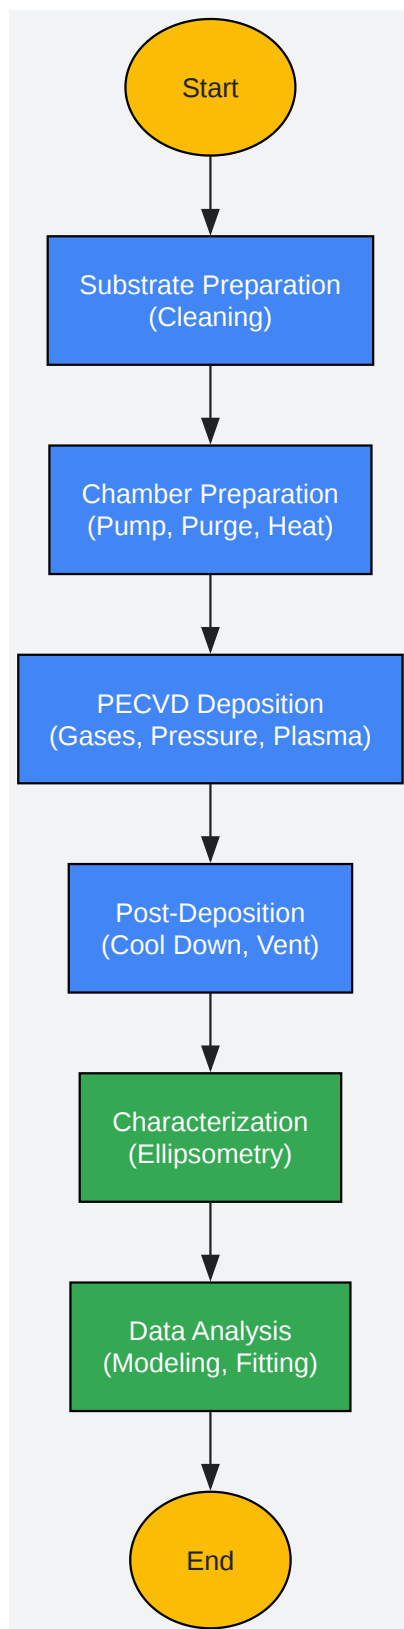 Start
Substrate Preparation
(Cleaning)
Chamber Preparation
(Pump, Purge, Heat)
PECVD Deposition
(Gases, Pressure, Plasma)
Post-Deposition
(Cool Down, Vent)
Characterization
(Ellipsometry)
Data Analysis
(Modeling, Fitting)
End